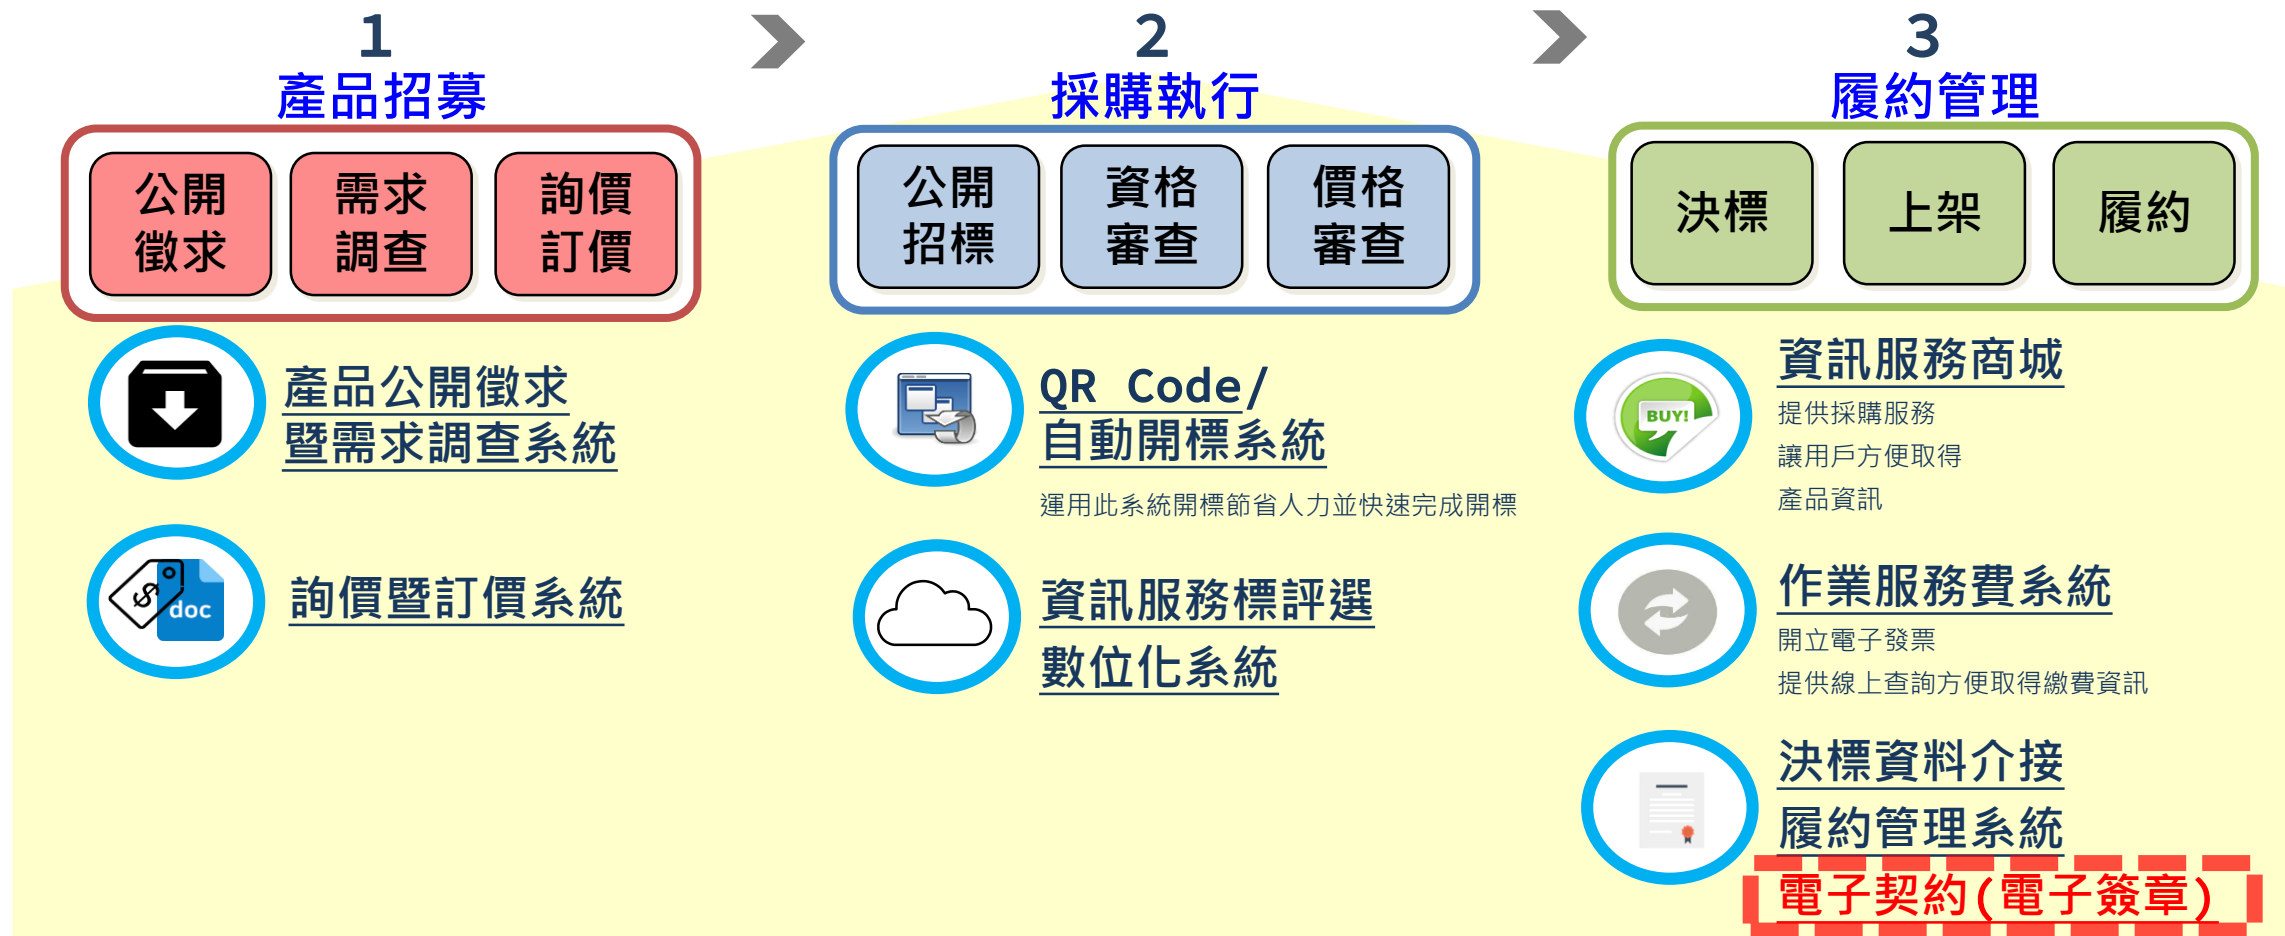 1
產品招募
公開
徵求
需求
調查
詢價
訂價
產品公開徵求
暨需求調查系統
$
doc
詢價暨訂價系統
2
採購執行
公開
招標
資格
審查
價格
審查
QR Code/
自動開標系統
運用此系統開標節省人力並快速完成開標
資訊服務標評選
數位化系統
3
履約管理
決標
上架
履約
BUY!
資訊服務商城
提供採購服務
讓用戶方便取得
產品資訊
作業服務費系統
開立電子發票
提供線上查詢方便取得繳費資訊
決標資料介接
履約管理系統
電子契約(電子簽章)